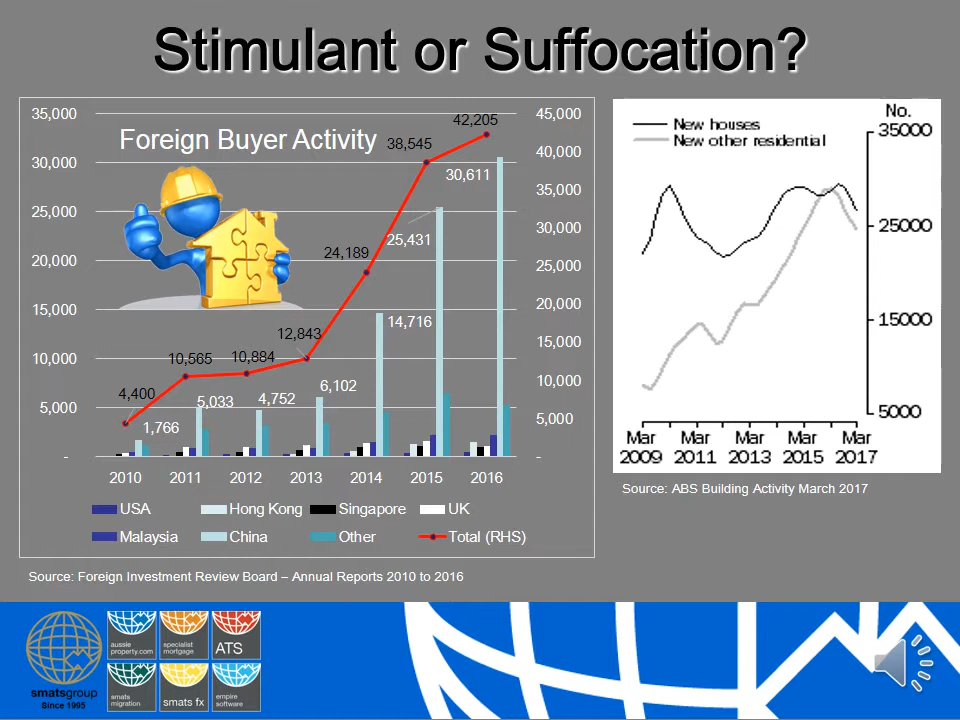 Stimulant or Suffocation?
Foreign Buyer Activity
35,000
30,000
25,000
20,000
15,000
10,000
5,000
-
45,000
40,000
35,000
30,000
25,000
20,000
15,000
10,000
5,000
-
4,400
10,565
10,884
12,843
24,189
38,545
42,205
1,766
5,033
4,752
6,102
14,716
25,431
30,611
2010 2011 2012 2013 2014 2015 2016
USA Hong Kong Singapore UK
Malaysia China Other Total (RHS)
Source: Foreign Investment Review Board – Annual Reports 2010 to 2016
No.
New houses
New other residential
35000
25000
15000
5000
Mar Mar Mar Mar Mar
2009 2011 2013 2015 2017
Source: ABS Building Activity March 2017
smatsgroup
Since 1995
aussie
property.com
specialist
mortgage
ATS
smats
migration
smats fx
empire
software